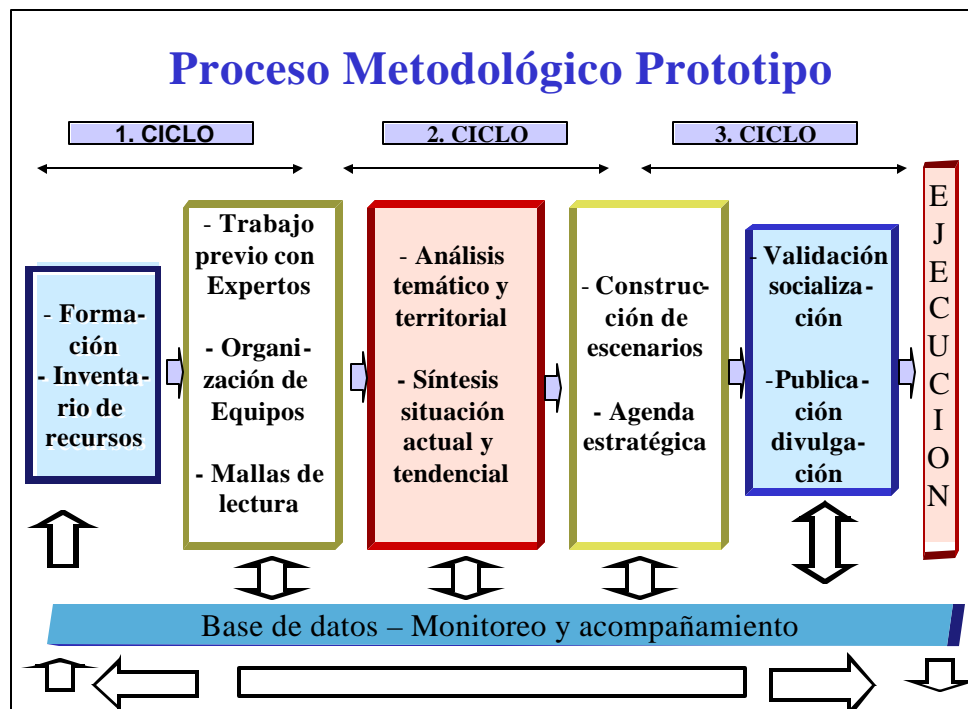 Proceso Metodológico Prototipo
1. CICLO
2. CICLO
3. CICLO
- Forma-
ción
- Inventa-
rio de
recursos
- Trabajo
previo con
Expertos
- Organi-
zación de
Equipos
- Mallas de
lectura
- Análisis
temático y
territorial
- Síntesis
situación
actual y
tendencial
- Construc-
ción de
escenarios
- Agenda
estratégica
- Validación
socializa-
ción
-Publica-
ción
divulga-
ción
E
J
E
C
U
C
I
O
N
Base de datos – Monitoreo y acompañamiento